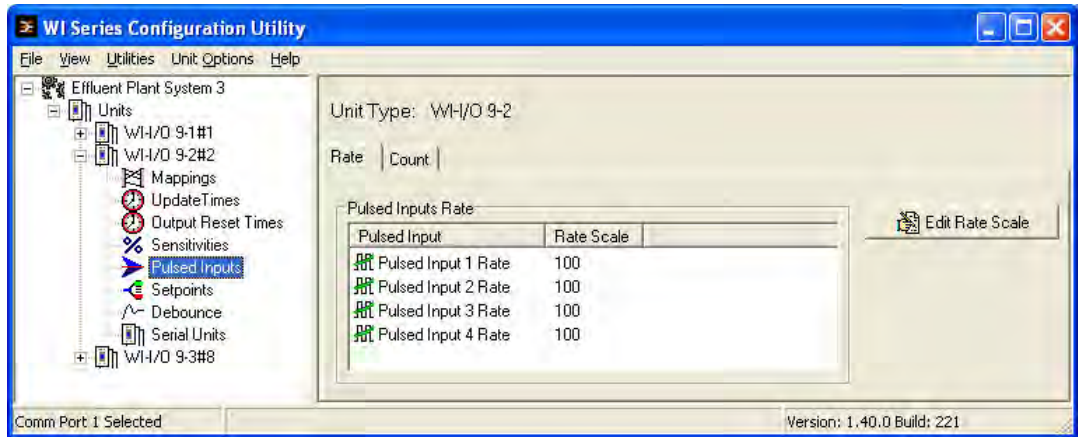 WI Series Configuration Utility
File View Utilities Unit Options Help
Effluent Plant System 3
Units
WI-I/O 9-1#1
WI-I/O 9-2#2
Mappings
UpdateTimes
Output Reset Times
Sensitivities
Pulsed Inputs
Setpoints
Debounce
Serial Units
WI-I/O 9-3#8
Unit Type: WI-I/O 9-2
Rate Count
Pulsed Inputs Rate
Pulsed Input Rate Scale
Pulsed Input 1 Rate 100
Pulsed Input 2 Rate 100
Pulsed Input 3 Rate 100
Pulsed Input 4 Rate 100
Edit Rate Scale
Comm Port 1 Selected
Version: 1.40.0 Build: 221